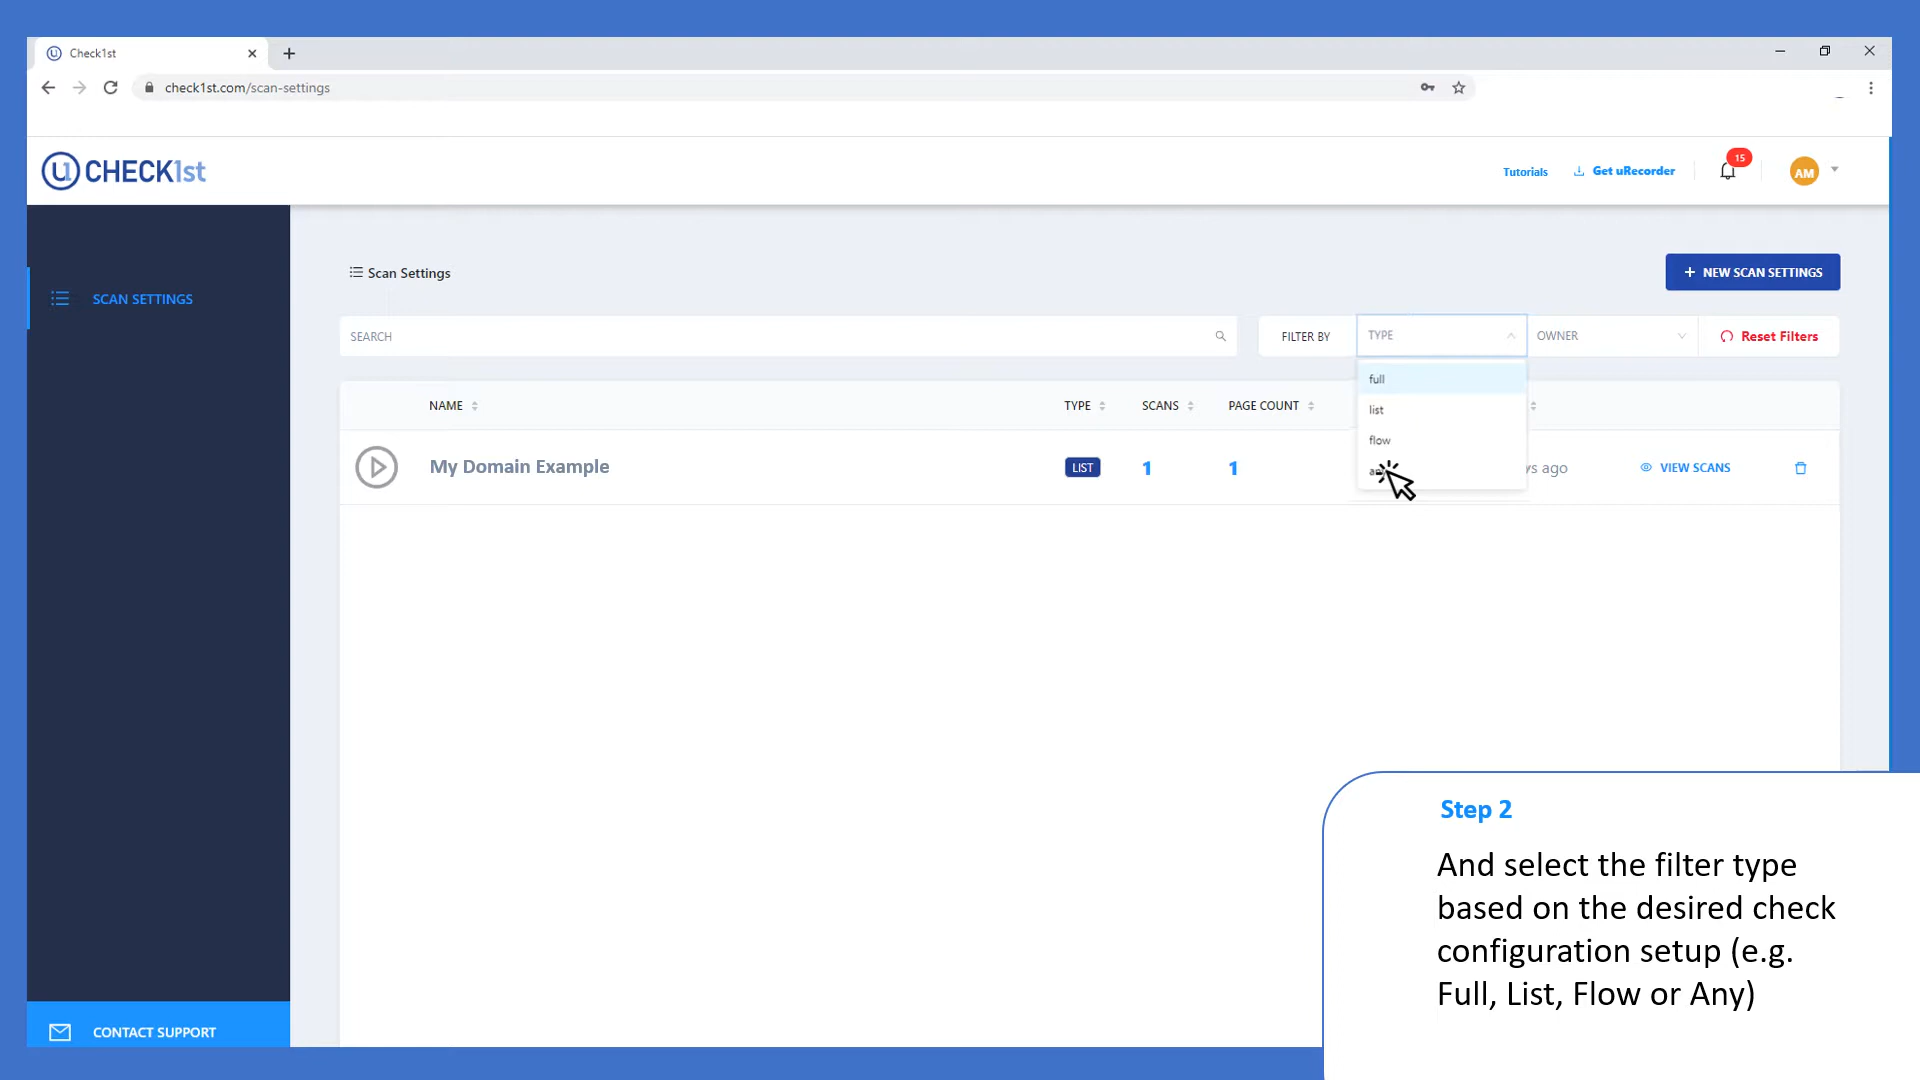 Check1st
check1st.com/scan-settings
CHECK1st
Tutorials
Get uRecorder
15
AM
SCAN SETTINGS
Scan Settings
NEW SCAN SETTINGS
SEARCH
FILTER BY
TYPE
OWNER
Reset Filters
full
list
flow
NAME
TYPE
SCANS
PAGE COUNT
My Domain Example
LIST
1
1
ago
VIEW SCANS
CONTACT SUPPORT
Step 2
And select the filter type
based on the desired check
configuration setup (e.g.
Full, List, Flow or Any)